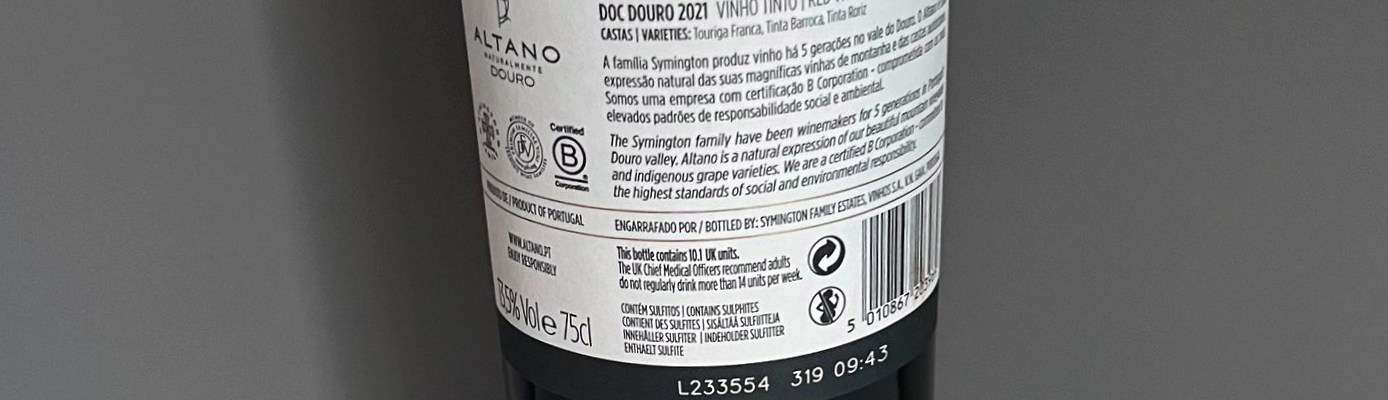 ALTANO
NATURALMENTE
DOURO
DOC DOURO 2021 VINHO TINTO | RED
CASTAS | VARIETIES: Touriga Franca, Tinta Barroca, Tinta Roriz
A família Symington produz vinho há 5 gerações no vale do Douro. O Altano
expressão natural das suas magníficas vinhas de montanha e das castas
Somos uma empresa com certificação B Corporation - comprometida com os
elevados padrões de responsabilidade social e ambiental.
The Symington family have been winemakers for 5 generations in
Douro valley. Altano is a natural expression of our beautiful mountain
and indigenous grape varieties. We are a certified B Corporation -
the highest standards of social and environmental responsibility.
Certified
B
Corporation
/ PRODUCT OF PORTUGAL
ENGARRAFADO POR / BOTTLED BY: SYMINGTON FAMILY ESTATES, VINHOS S.A.,
WWW.ALTANO.PT
ENJOY RESPONSIBLY
This bottle contains 10.1 UK units.
The UK Chief Medical Officers recommend adults
do not regularly drink more than 14 units per week.
13,5% Vol e 75cl
CONTÉM SULFITOS | CONTAINS SULPHITES
CONTIENT DES SULFITES | SISÄLTÄÄ SULFIITTEJA
INNEHÅLLER SULFITER | INDEHOLDER SULFITTER
ENTHAELT SULFITE
5 010867
L233554 319 09:43